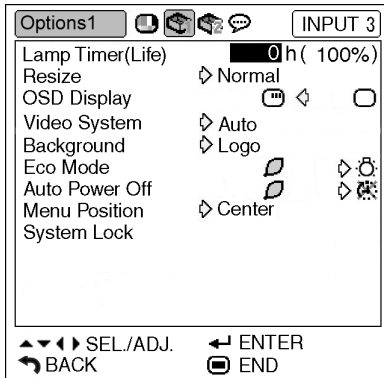 Options1 2 INPUT 3
Lamp Timer(Life) 0 h ( 100%)
Resize Normal
OSD Display
Video System Auto
Background Logo
Eco Mode
Auto Power Off
Menu Position Center
System Lock
SEL./ADJ. ENTER
BACK END